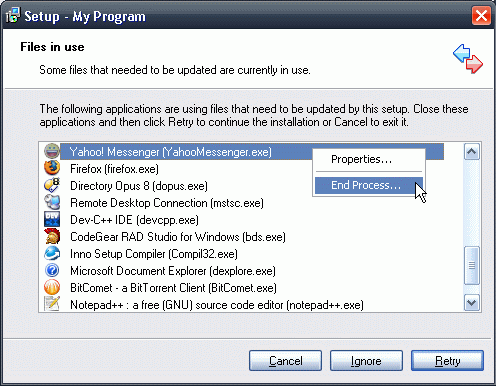 Setup - My Program
Files in use
Some files that needed to be updated are currently in use.
The following applications are using files that need to be updated by this setup. Close these
applications and then click Retry to continue the installation or Cancel to exit it.
Yahoo! Messenger (YahooMessenger.exe)
Firefox (firefox.exe)
Directory Opus 8 (dopus.exe)
Remote Desktop Connection (mstsc.exe)
Dev-C++ IDE (devcpp.exe)
CodeGear RAD Studio for Windows (bds.exe)
Inno Setup Compiler (Compil32.exe)
Microsoft Document Explorer (dexplore.exe)
BitComet - a BitTorrent Client (BitComet.exe)
Notepad++ : a free (GNU) source code editor (notepad++.exe)
Properties...
End Process...
Cancel
Ignore
Retry